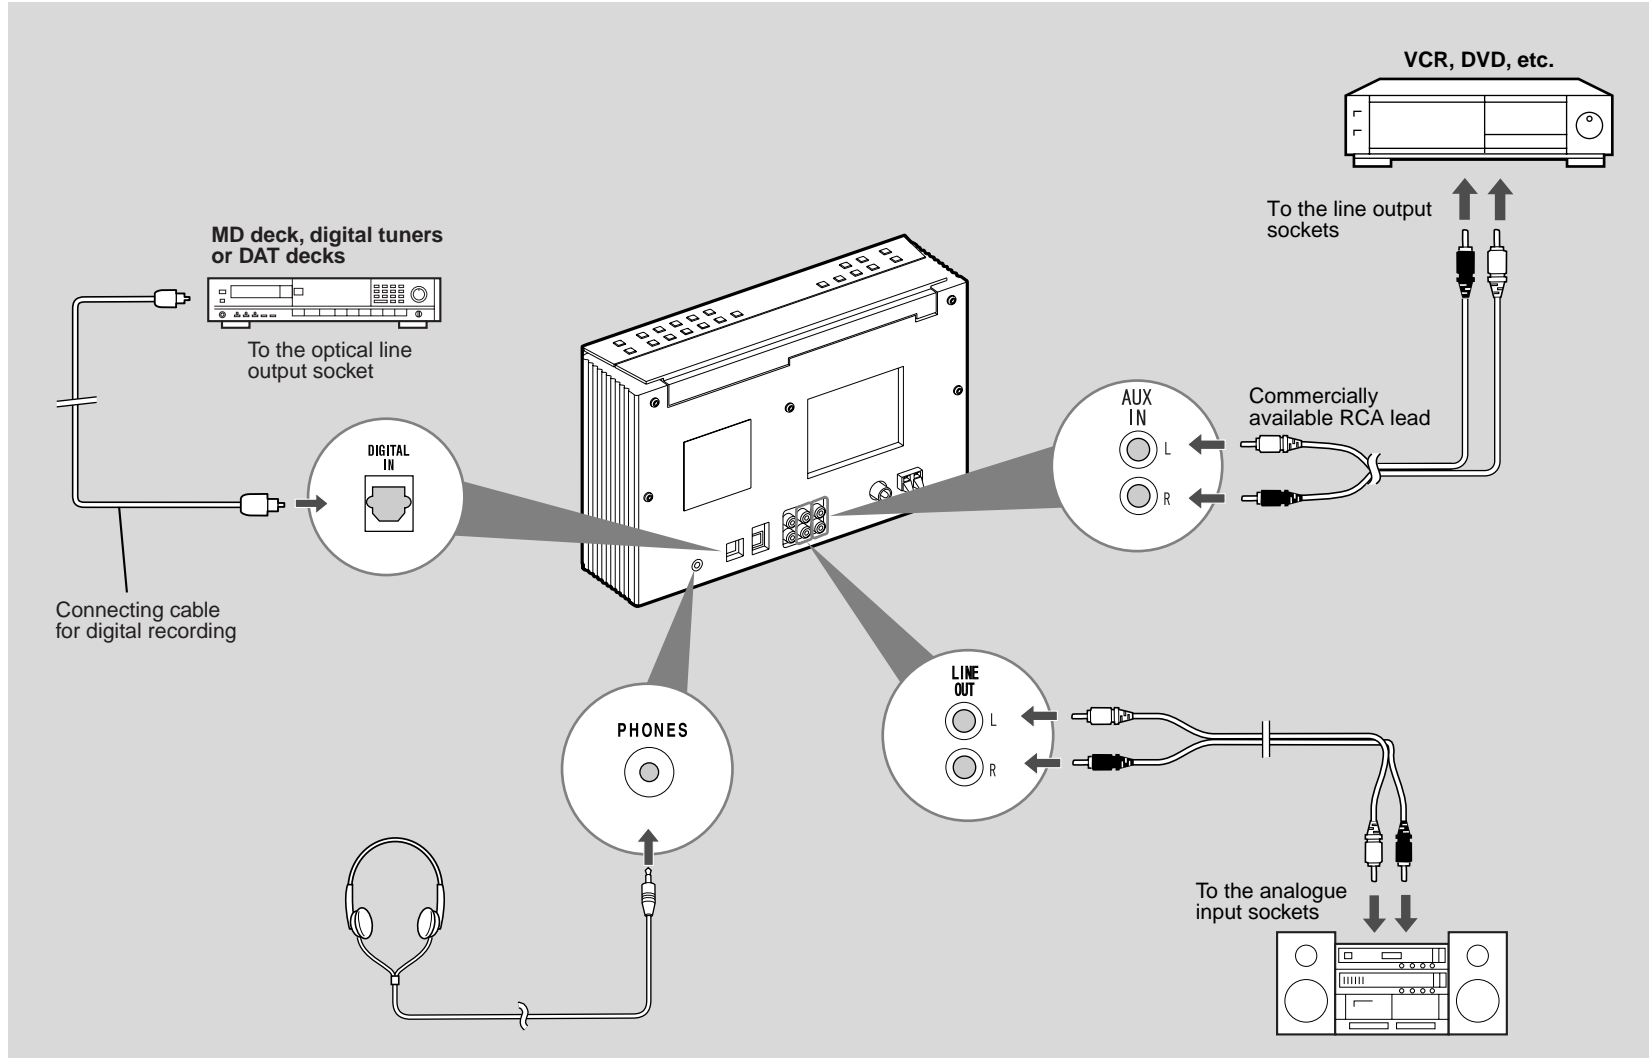 VCR, DVD, etc.
To the line output
sockets
MD deck, digital tuners
or DAT decks
To the optical line
output socket
Commercially
available RCA lead
AUX
IN
L
R
DIGITAL
IN
Connecting cable
for digital recording
LINE
OUT
L
R
PHONES
To the analogue
input sockets